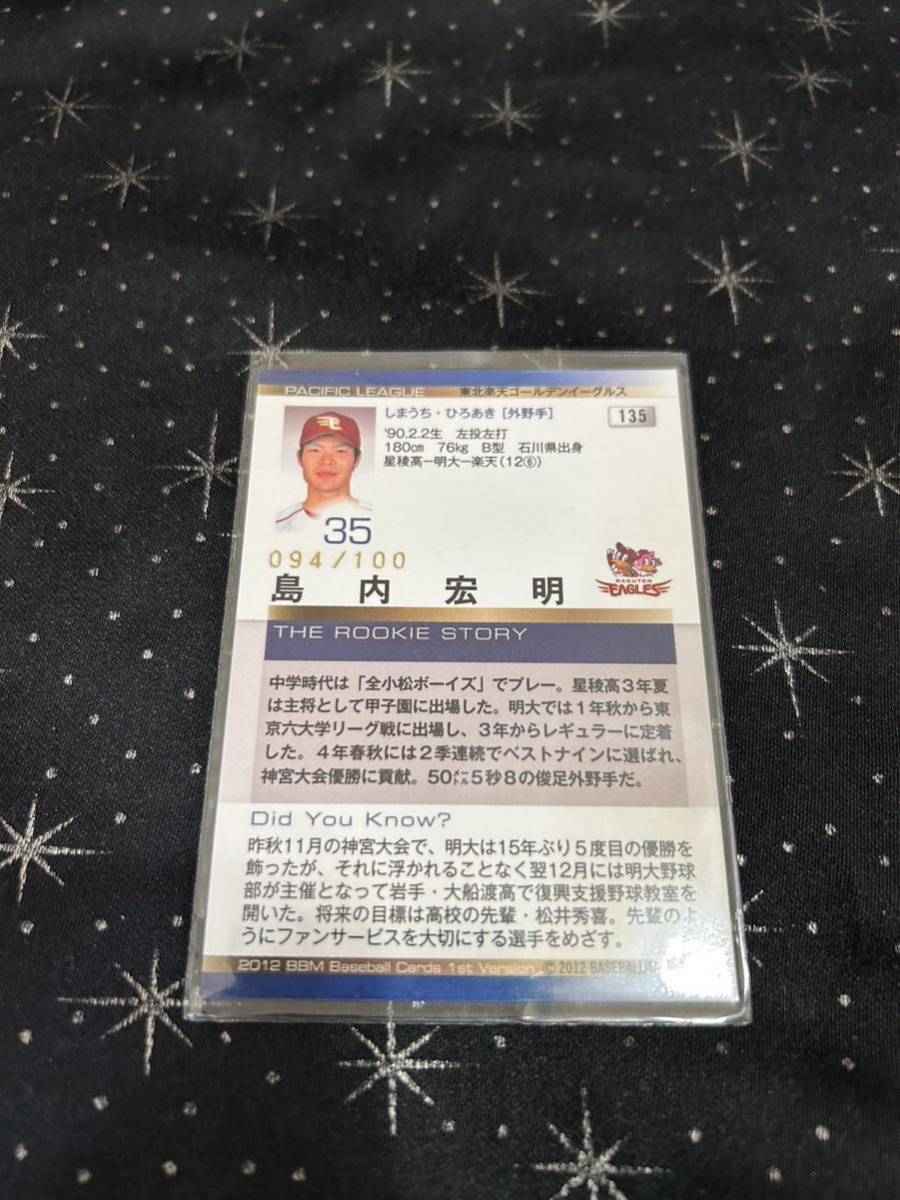 PACIFIC LEAGUE 東北楽天ゴールデンイーグルス
しまうち・ひろあき [外野手] 135
'90.2.2生 左投左打
180㎝ 76㎏ B型 石川県出身
星稜高ー明大ー楽天(12⑥)
35
094/100
島内宏明
RAKUTEN
EAGLES
THE ROOKIE STORY
中学時代は「全小松ボーイズ」でプレー。星稜高3年夏
は主将として甲子園に出場した。明大では1年秋から東
京六大学リーグ戦に出場し、3年からレギュラーに定着
した。4年春秋には2季連続でベストナインに選ばれ、
神宮大会優勝に貢献。50㍍5秒8の俊足外野手だ。
Did You Know?
昨秋11月の神宮大会で、明大は15年ぶり5度目の優勝を
飾ったが、それに浮かれることなく翌12月には明大野球
部が主催となって岩手・大船渡高で復興支援野球教室を
開いた。将来の目標は高校の先輩・松井秀喜。先輩のよ
うにファンサービスを大切にする選手をめざす。
2012 BBM Baseball Cards 1st Version ©2012